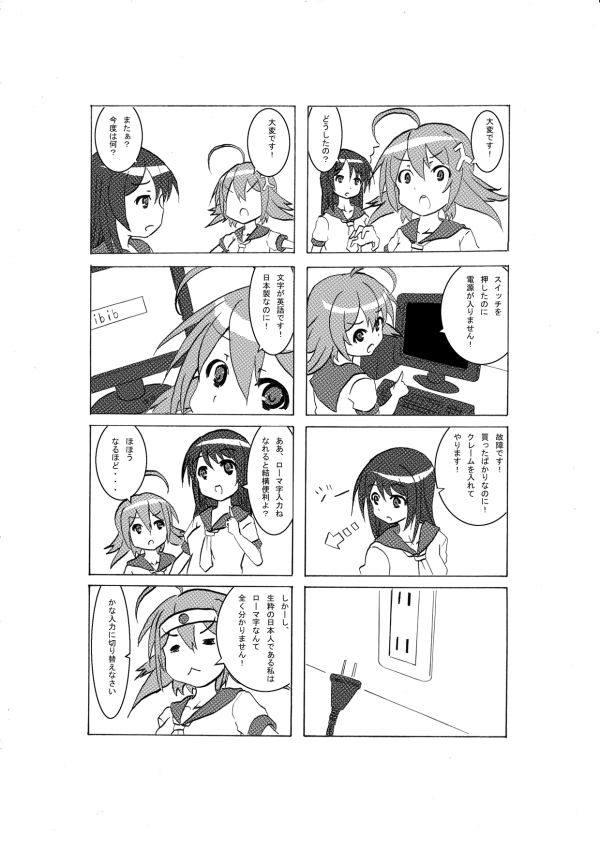 大変です！
どうしたの？
スイッチを
押したのに
電源が入りません！
故障です！
買ったばかりなのに！
クレームを入れて
やります！
大変です！
またぁ？
今度は何？
文字が英語です！
日本製なのに！
ibib
ああ、ローマ字入力ね
なれると結構便利よ？
ほほう
なるほど・・・
しかーし、
生粋の日本人である私は
ローマ字なんて
全く分かりません！
かな入力に切り替えなさい